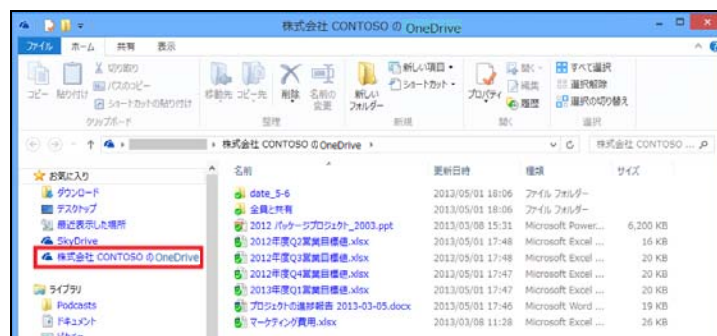 株式会社 CONTOSO の OneDrive
ファイル ホーム 共有 表示
コピー 貼り付け 切り取り パスのコピー ショートカットの貼り付け
移動先 コピー先 削除 名前の変更
新しいフォルダー 新しい項目 ショートカット
プロパティ 開く 編集 履歴
すべて選択 選択解除 選択の切り替え
クリップボード 整理 新規 開く 選択
株式会社 CONTOSO の OneDrive
株式会社 CONTOSO ...
お気に入り
ダウンロード
デスクトップ
最近表示した場所
SkyDrive
株式会社 CONTOSO の OneDrive
ライブラリ
Podcasts
ドキュメント
名前 更新日時 種類 サイズ
date_5-6 2013/05/01 18:06 ファイル フォルダー
全員と共有 2013/05/01 18:06 ファイル フォルダー
2012 パッケージプロジェクト_2003.ppt 2013/03/08 15:31 Microsoft Power... 6,200 KB
2012年度Q2営業目標値.xlsx 2013/05/01 17:48 Microsoft Excel ... 16 KB
2012年度Q3営業目標値.xlsx 2013/05/01 17:48 Microsoft Excel ... 20 KB
2012年度Q4営業目標値.xlsx 2013/05/01 17:47 Microsoft Excel ... 20 KB
2013年度Q1営業目標値.xlsx 2013/05/01 17:47 Microsoft Excel ... 20 KB
プロジェクトの進捗報告 2013-03-05.docx 2013/05/01 17:46 Microsoft Word ... 19 KB
マーケティング費用.xlsx 2013/03/08 11:28 Microsoft Excel ... 26 KB